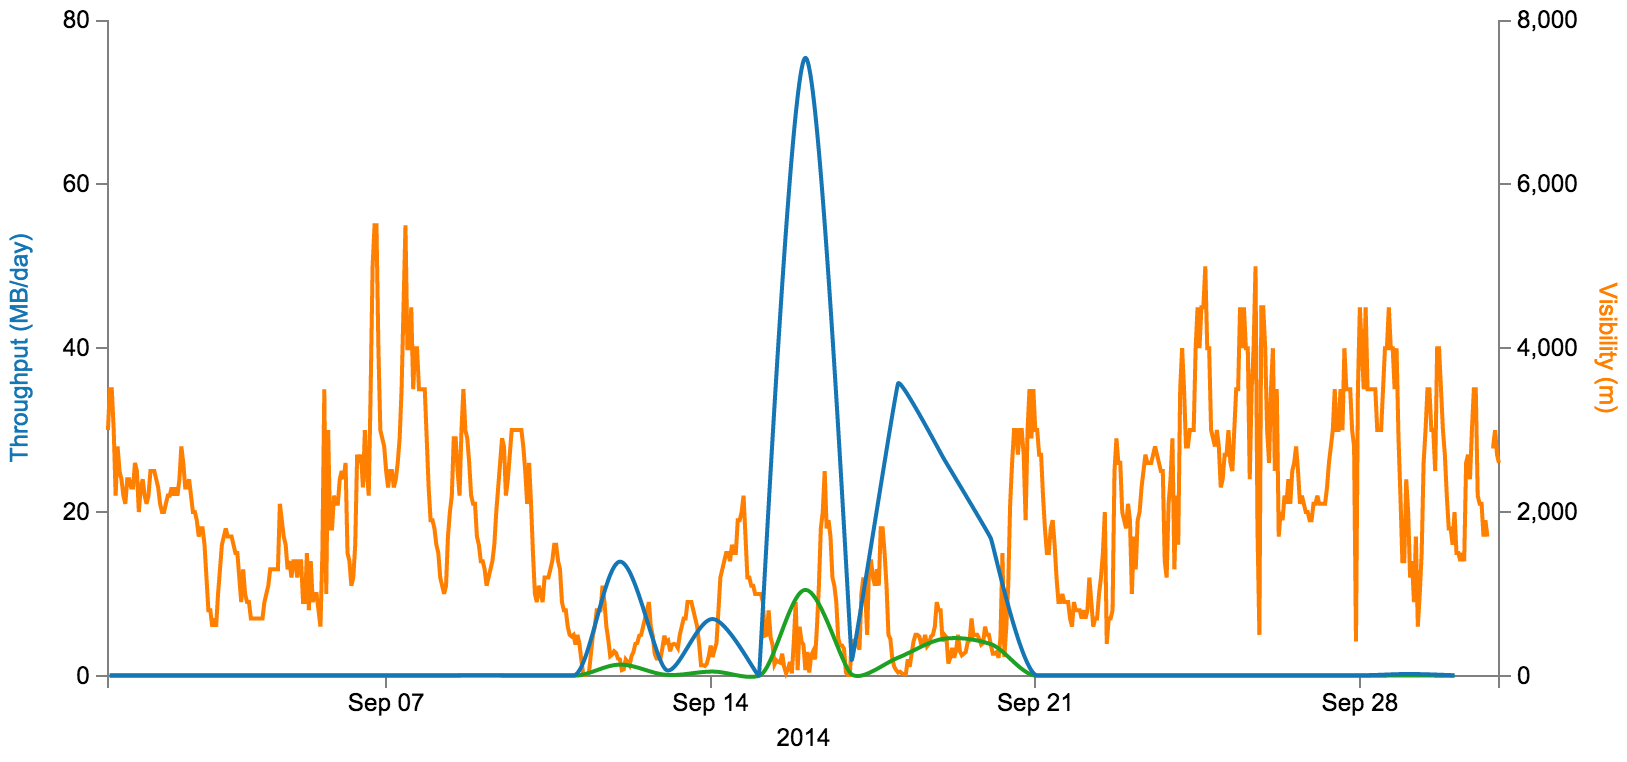 80
60
40
20
0
Throughput (MB/day)
8,000
6,000
4,000
2,000
0
Visibility (m)
Sep 07
Sep 14
Sep 21
Sep 28
2014